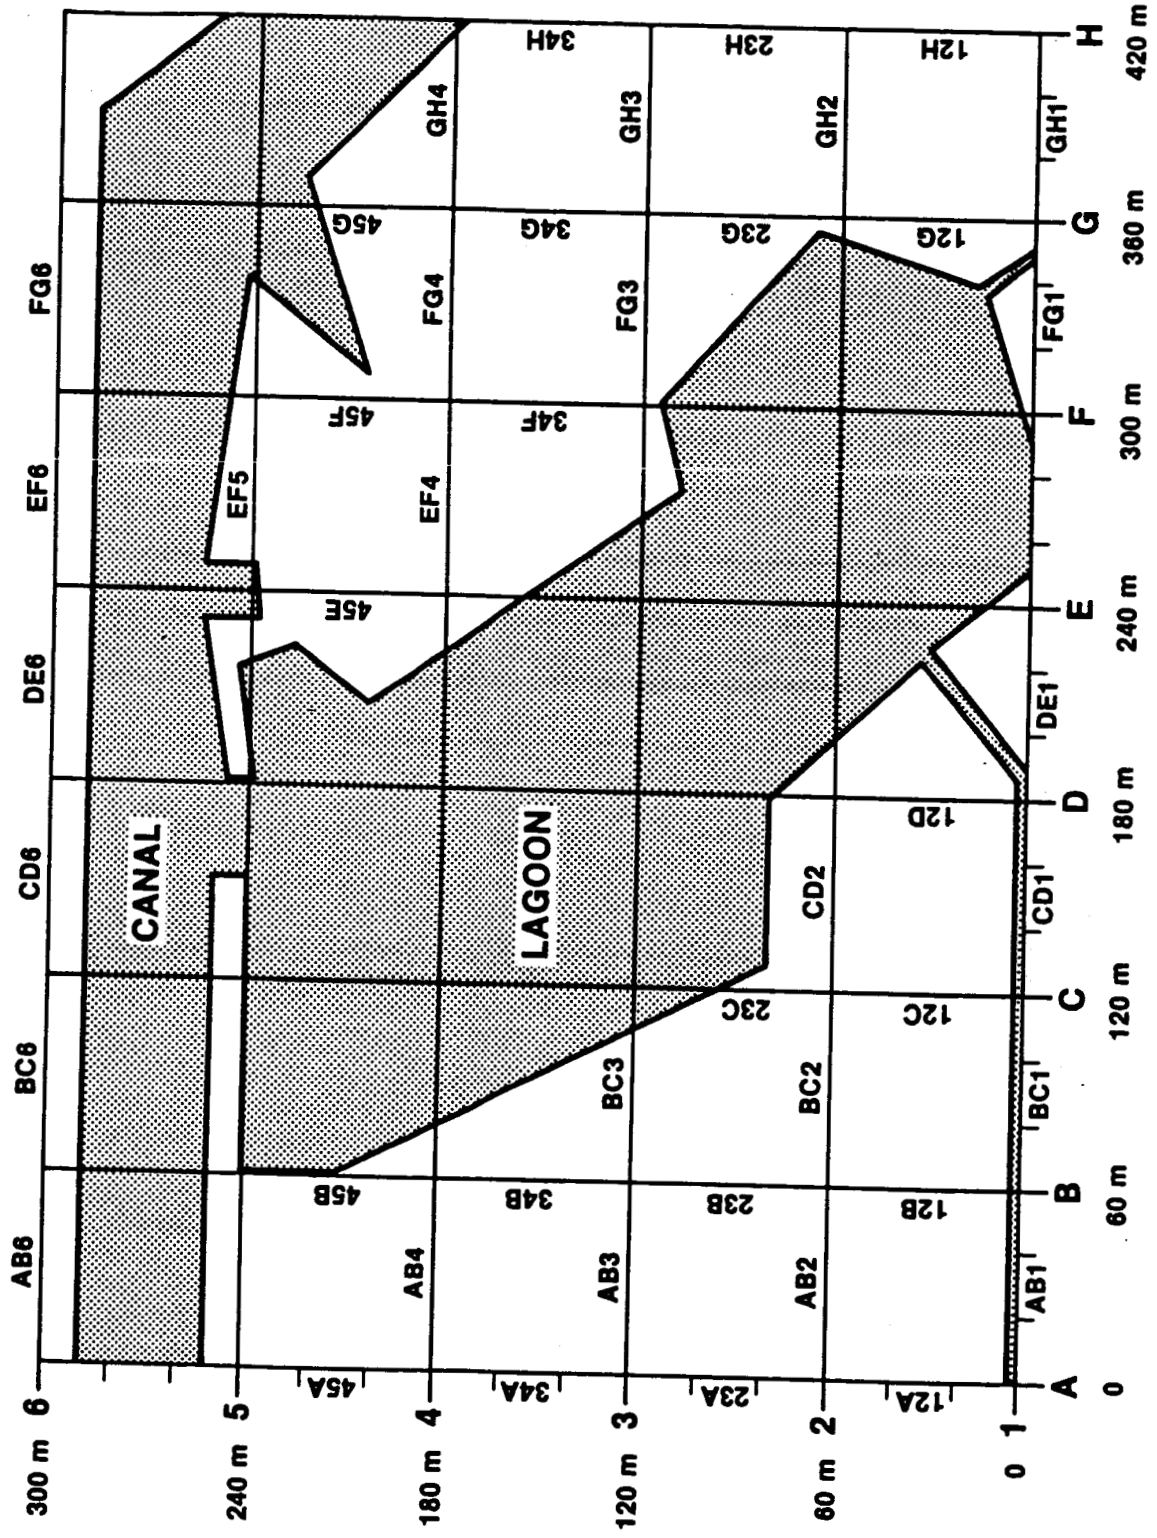 300 m 6 AB6 BC6 CD6 DE6 EF6 FG6
CANAL
240 m 5 EF5
45A 45B 45E 45F 45G
180 m 4 AB4 EF4 FG4 GH4
34A 34B LAGOON 34F 34G 34H
120 m 3 AB3 BC3 FG3 GH3
23A 23B 23C 23G 23H
60 m 2 AB2 BC2 CD2 GH2
12A 12B 12C 12D 12G 12H
0 1
AB1 BC1 CD1 DE1 FG1 GH1
A B C D E F G H
0 60 m 120 m 180 m 240 m 300 m 360 m 420 m